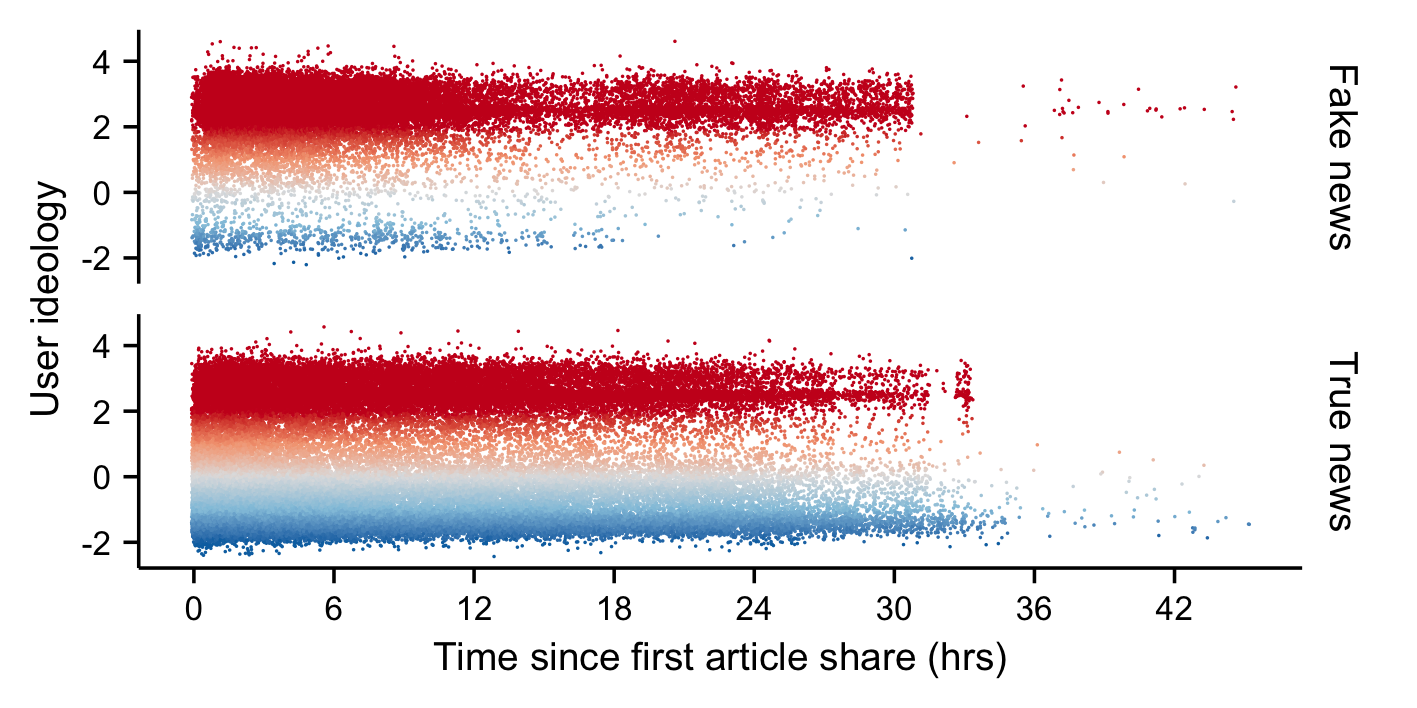 User ideology
4
2
0
-2
Fake news
4
2
0
-2
True news
0 6 12 18 24 30 36 42
Time since first article share (hrs)